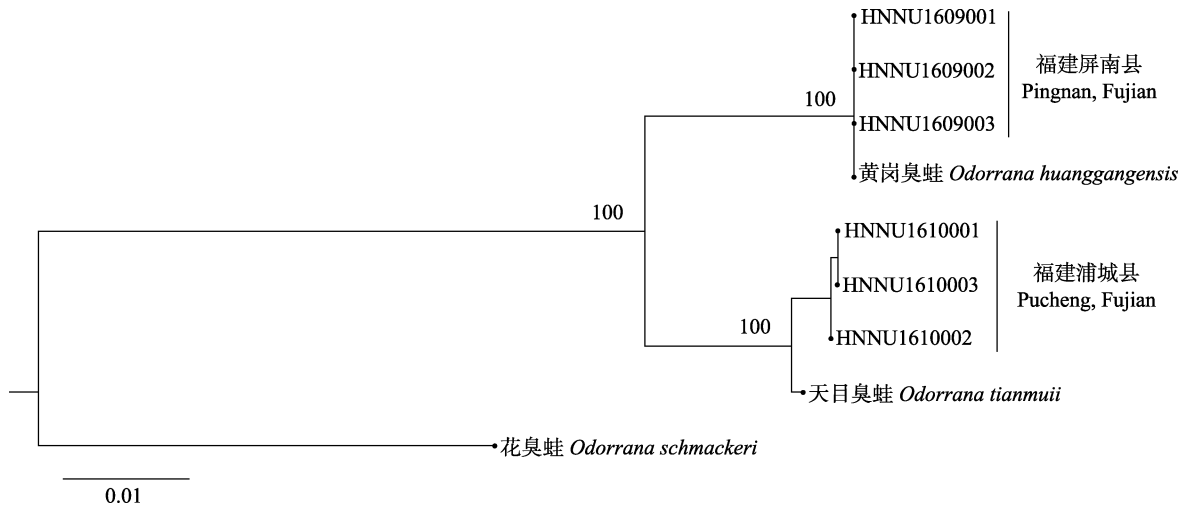 HNNU1609001
HNNU1609002
HNNU1609003
福建屏南县
Pingnan, Fujian
100
黄岗臭蛙 Odorrana huanggangensis
100
HNNU1610001
HNNU1610003
HNNU1610002
福建浦城县
Pucheng, Fujian
100
天目臭蛙 Odorrana tianmuii
花臭蛙 Odorrana schmackeri
0.01